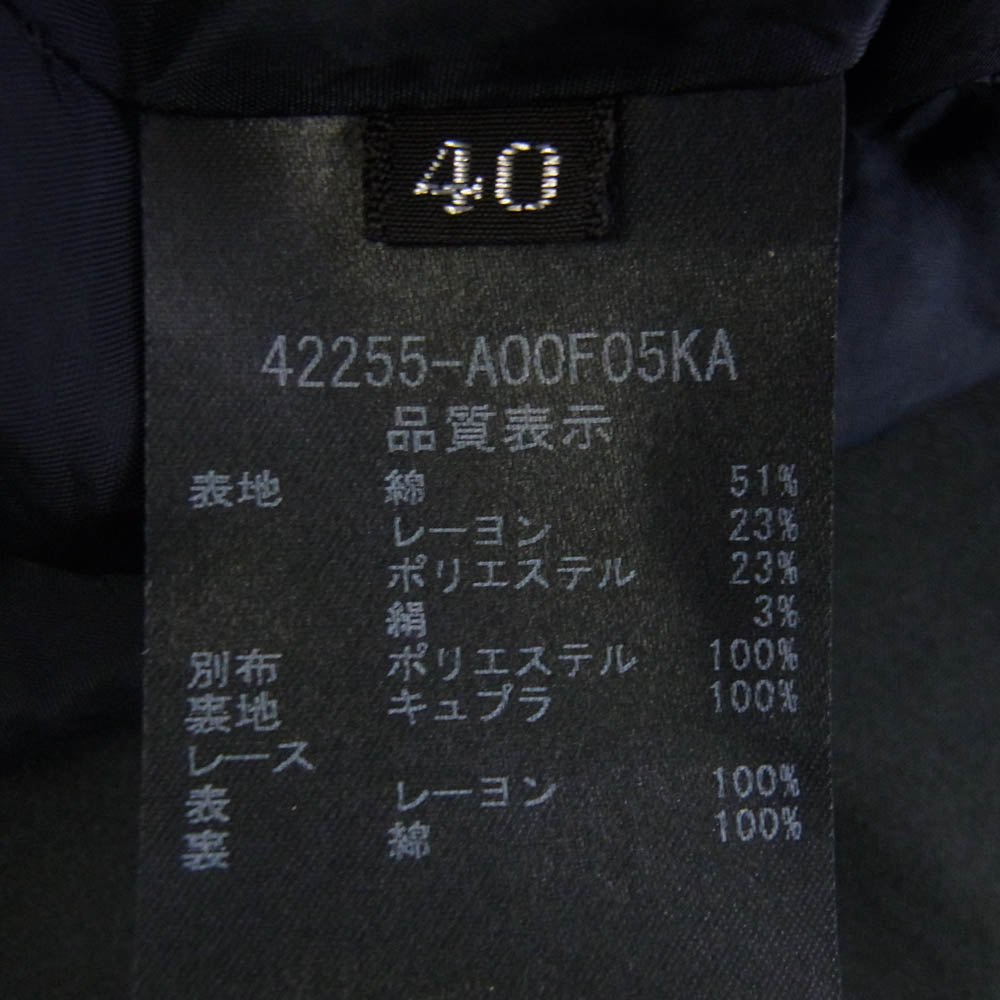 40
42255-A00F05KA
品質表示
表地 綿 51%
レーヨン 23%
ポリエステル 23%
絹 3%
別布 ポリエステル 100%
裏地 キュプラ 100%
レース
表 レーヨン 100%
裏 綿 100%